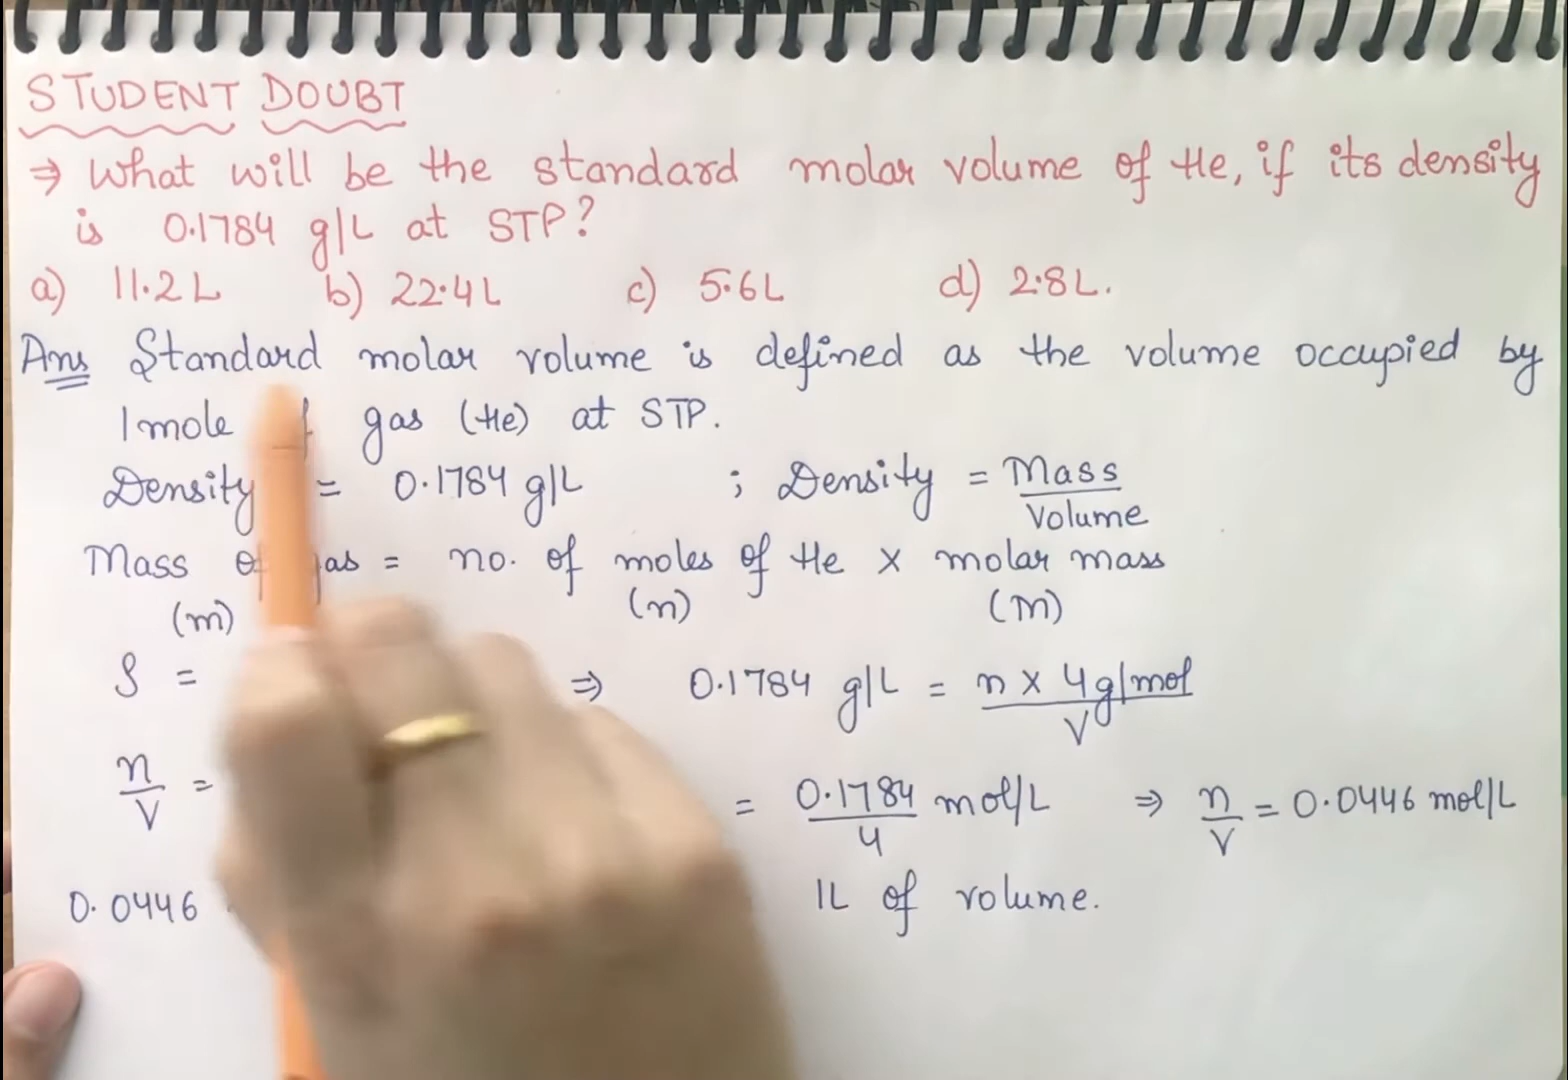 STUDENT DOUBT
⇒ What will be the standard molar volume of He, if its density
is 0.1784 g/L at STP?
a) 11.2 L b) 22.4 L c) 5.6 L d) 2.8 L.
Ans Standard molar volume is defined as the volume occupied by
1 mole gas (He) at STP.
Density = 0.1784 g/L ; Density = Mass/Volume
Mass = no. of moles of He × molar mass
(m) (n) (M)
ρ = ⇒ 0.1784 g/L = n × 4g/mol / V
n/V = = 0.1784/4 mol/L ⇒ n/V = 0.0446 mol/L
0.0446 1L of volume.